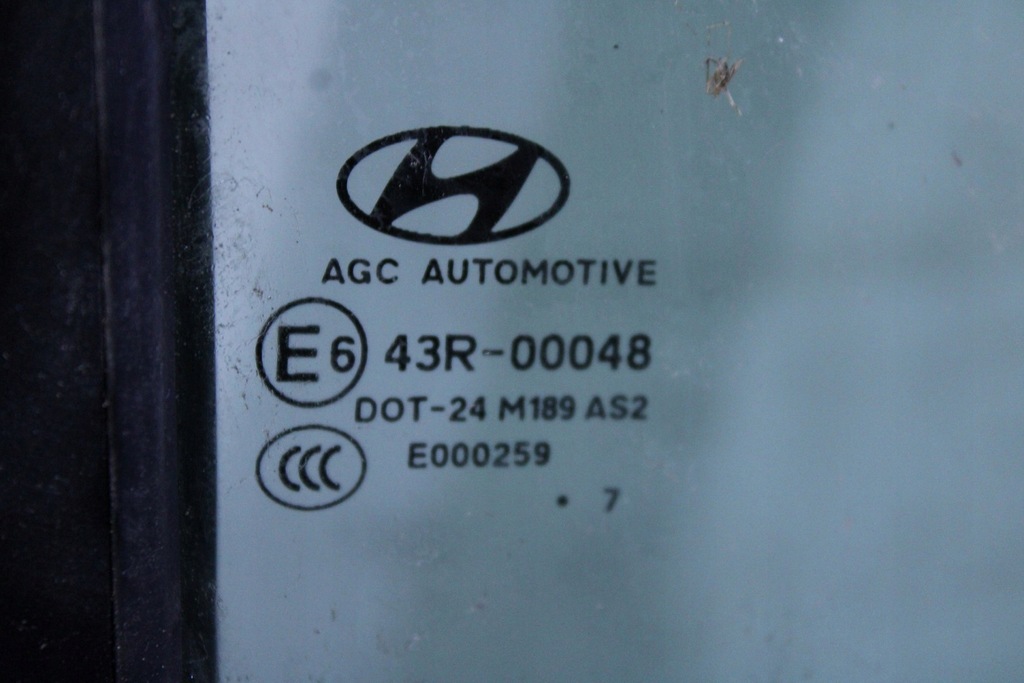 AGC AUTOMOTIVE
E6 43R-00048
DOT-24 M189 AS2
CCC E000259
• 7